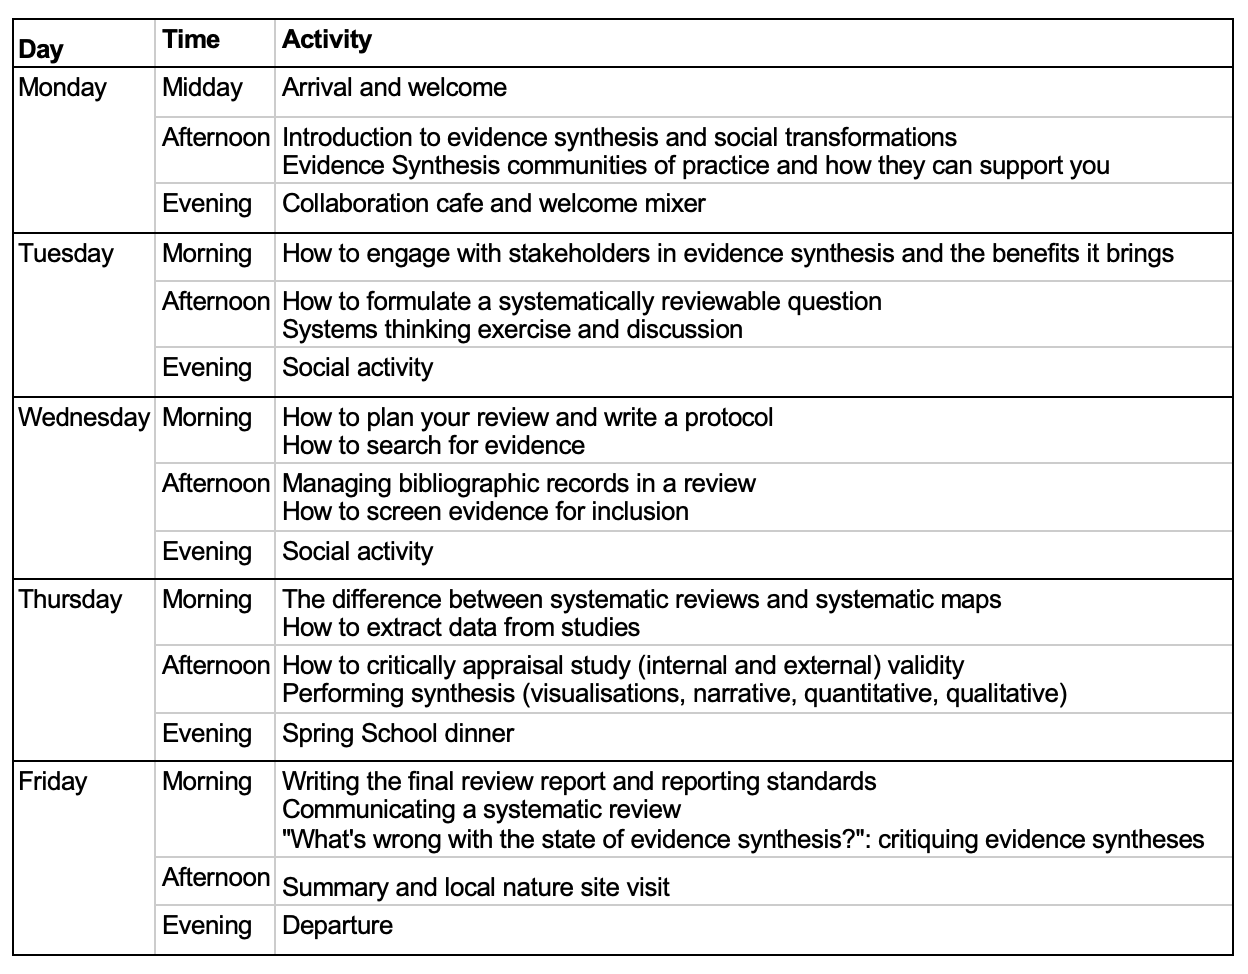 Day Time Activity
Monday Midday Arrival and welcome
Afternoon Introduction to evidence synthesis and social transformations
Evidence Synthesis communities of practice and how they can support you
Evening Collaboration cafe and welcome mixer
Tuesday Morning How to engage with stakeholders in evidence synthesis and the benefits it brings
Afternoon How to formulate a systematically reviewable question
Systems thinking exercise and discussion
Evening Social activity
Wednesday Morning How to plan your review and write a protocol
How to search for evidence
Afternoon Managing bibliographic records in a review
How to screen evidence for inclusion
Evening Social activity
Thursday Morning The difference between systematic reviews and systematic maps
How to extract data from studies
Afternoon How to critically appraisal study (internal and external) validity
Performing synthesis (visualisations, narrative, quantitative, qualitative)
Evening Spring School dinner
Friday Morning Writing the final review report and reporting standards
Communicating a systematic review
"What's wrong with the state of evidence synthesis?": critiquing evidence syntheses
Afternoon Summary and local nature site visit
Evening Departure